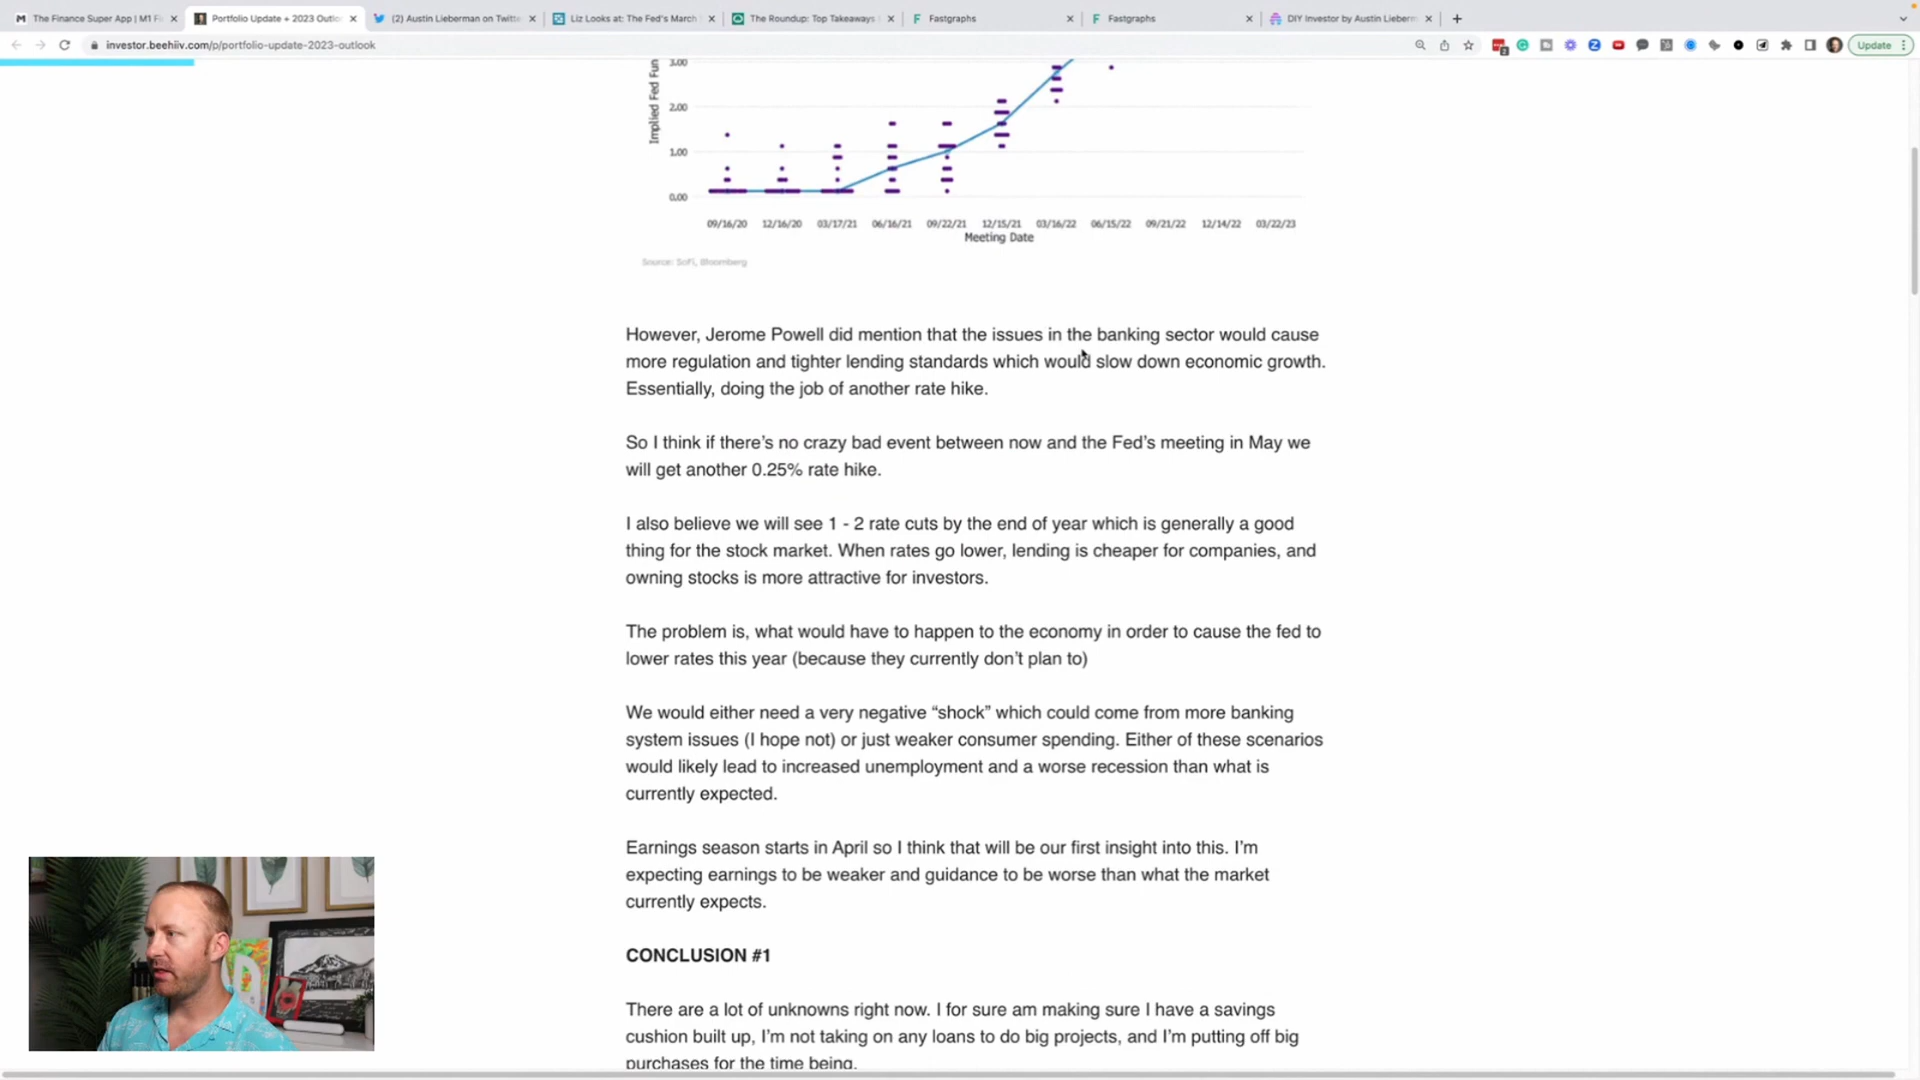 The Finance Super App | M1 Fi
Portfolio Update + 2023 Outlo
(2) Austin Lieberman on Twitte
Liz Looks at: The Fed's March
The Roundup: Top Takeaways
Fastgraphs
Fastgraphs
DIY Investor by Austin Lieberm
investor.beehiiv.com/p/portfolio-update-2023-outlook
Update
Implied Fed Fun
3.00
2.00
1.00
0.00
09/16/20 12/16/20 03/17/21 06/16/21 09/22/21 12/15/21 03/16/22 06/15/22 09/21/22 12/14/22 03/22/23
Meeting Date
Source: SoFi, Bloomberg
However, Jerome Powell did mention that the issues in the banking sector would cause
more regulation and tighter lending standards which would slow down economic growth.
Essentially, doing the job of another rate hike.
So I think if there's no crazy bad event between now and the Fed's meeting in May we
will get another 0.25% rate hike.
I also believe we will see 1 - 2 rate cuts by the end of year which is generally a good
thing for the stock market. When rates go lower, lending is cheaper for companies, and
owning stocks is more attractive for investors.
The problem is, what would have to happen to the economy in order to cause the fed to
lower rates this year (because they currently don't plan to)
We would either need a very negative “shock” which could come from more banking
system issues (I hope not) or just weaker consumer spending. Either of these scenarios
would likely lead to increased unemployment and a worse recession than what is
currently expected.
Earnings season starts in April so I think that will be our first insight into this. I'm
expecting earnings to be weaker and guidance to be worse than what the market
currently expects.
CONCLUSION #1
There are a lot of unknowns right now. I for sure am making sure I have a savings
cushion built up, I'm not taking on any loans to do big projects, and I'm putting off big
purchases for the time being.